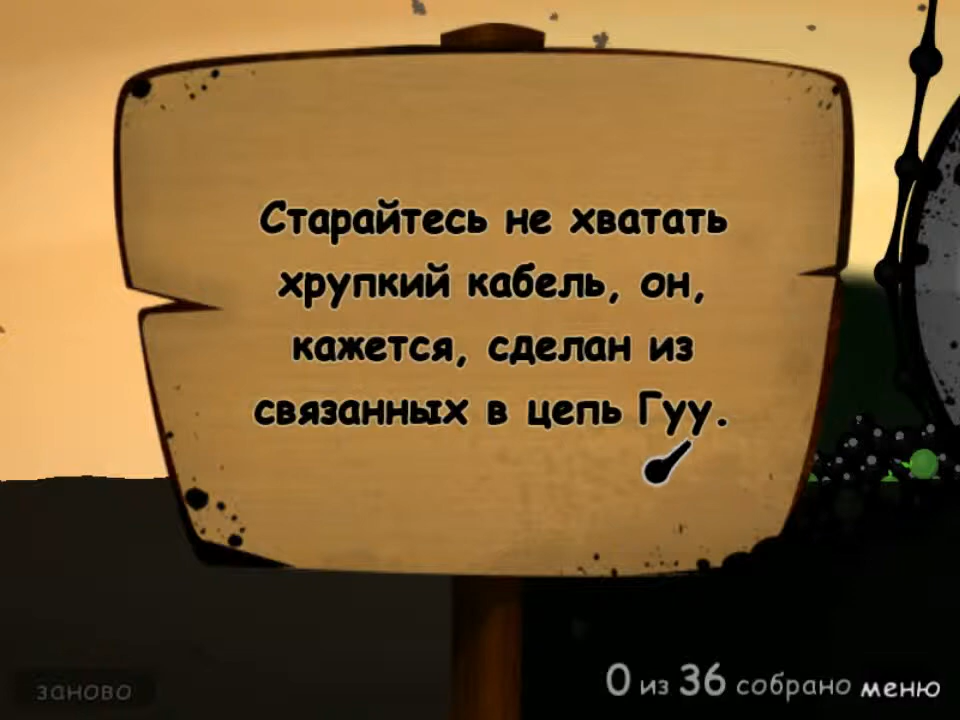 Старайтесь не хватать
хрупкий кабель, он,
кажется, сделан из
связанных в цепь Гуу.
заново
0 из 36 собрано меню